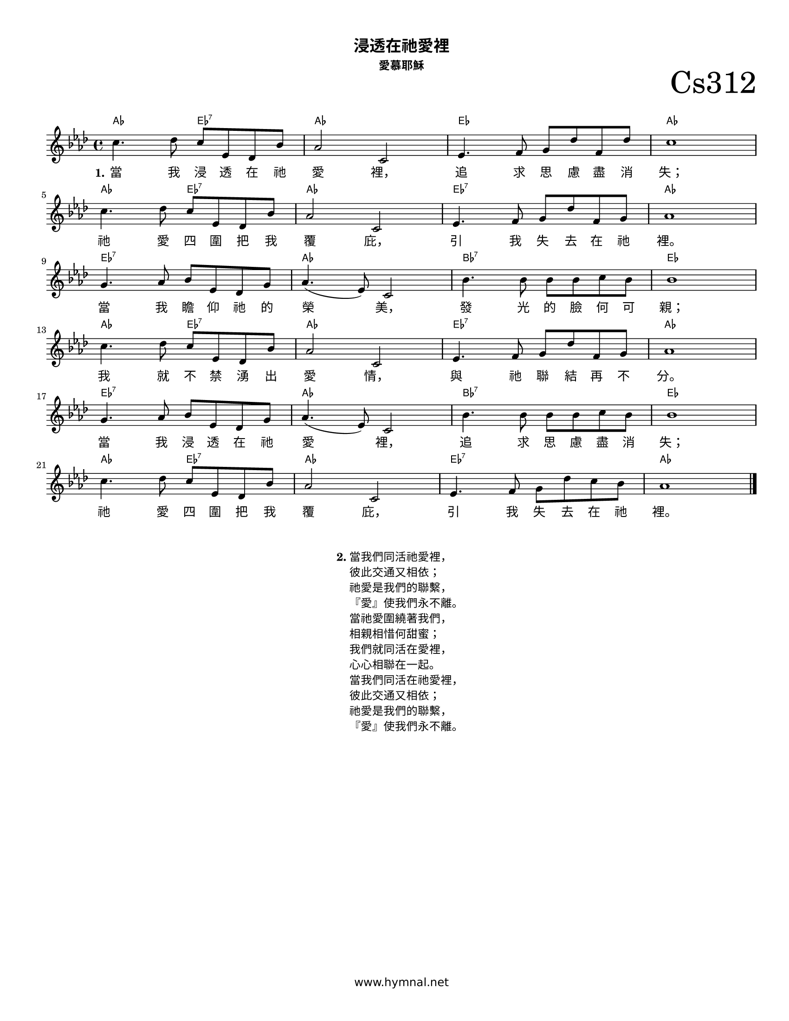 浸透在祂愛裡
愛慕耶穌
Cs312
A♭ E♭7 A♭ E♭ A♭
1. 當 我 浸 透 在 祂 愛 裡, 追 求 思 慮 盡 消 失；
5 A♭ E♭7 A♭ E♭7 A♭
祂 愛 四 圍 把 我 覆 庇, 引 我 失 去 在 祂 裡。
9 E♭7 A♭ B♭7 E♭
當 我 瞻 仰 祂 的 榮 美, 發 光 的 臉 何 可 親；
13 A♭ E♭7 A♭ E♭7 A♭
我 就 不 禁 湧 出 愛 情, 與 祂 聯 結 再 不 分。
17 E♭7 A♭ B♭7 E♭
當 我 浸 透 在 祂 愛 裡, 追 求 思 慮 盡 消 失；
21 A♭ E♭7 A♭ E♭7 A♭
祂 愛 四 圍 把 我 覆 庇, 引 我 失 去 在 祂 裡。
2. 當我們同活祂愛裡,
彼此交通又相依；
祂愛是我們的聯繫,
『愛』使我們永不離。
當祂愛圍繞著我們,
相親相惜何甜蜜；
我們就同活在愛裡,
心心相聯在一起。
當我們同活在祂愛裡,
彼此交通又相依；
祂愛是我們的聯繫,
『愛』使我們永不離。
www.hymnal.net